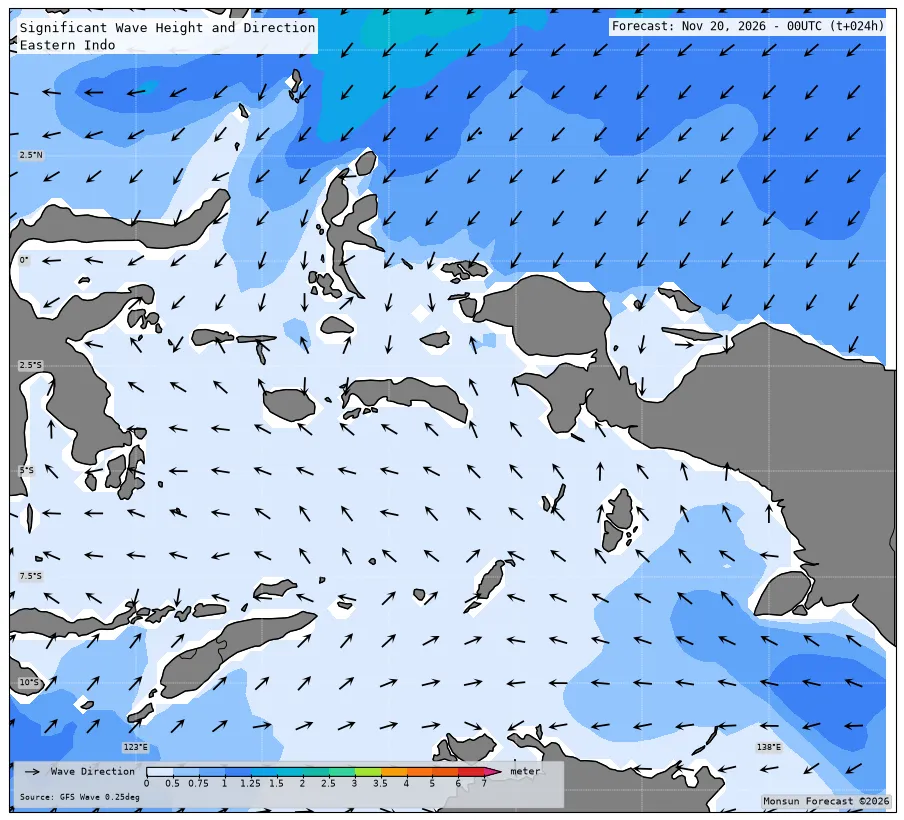 Significant Wave Height and Direction
Eastern Indo
Forecast: Nov 20, 2026 - 00UTC (t+024h)
2.5°N
0°
2.5°S
5°S
7.5°S
10°S
123°E
138°E
Wave Direction
0 0.5 0.75 1 1.25 1.5 2 2.5 3 3.5 4 5 6 7
meter
Source: GFS Wave 0.25deg
Monsun Forecast ©2026